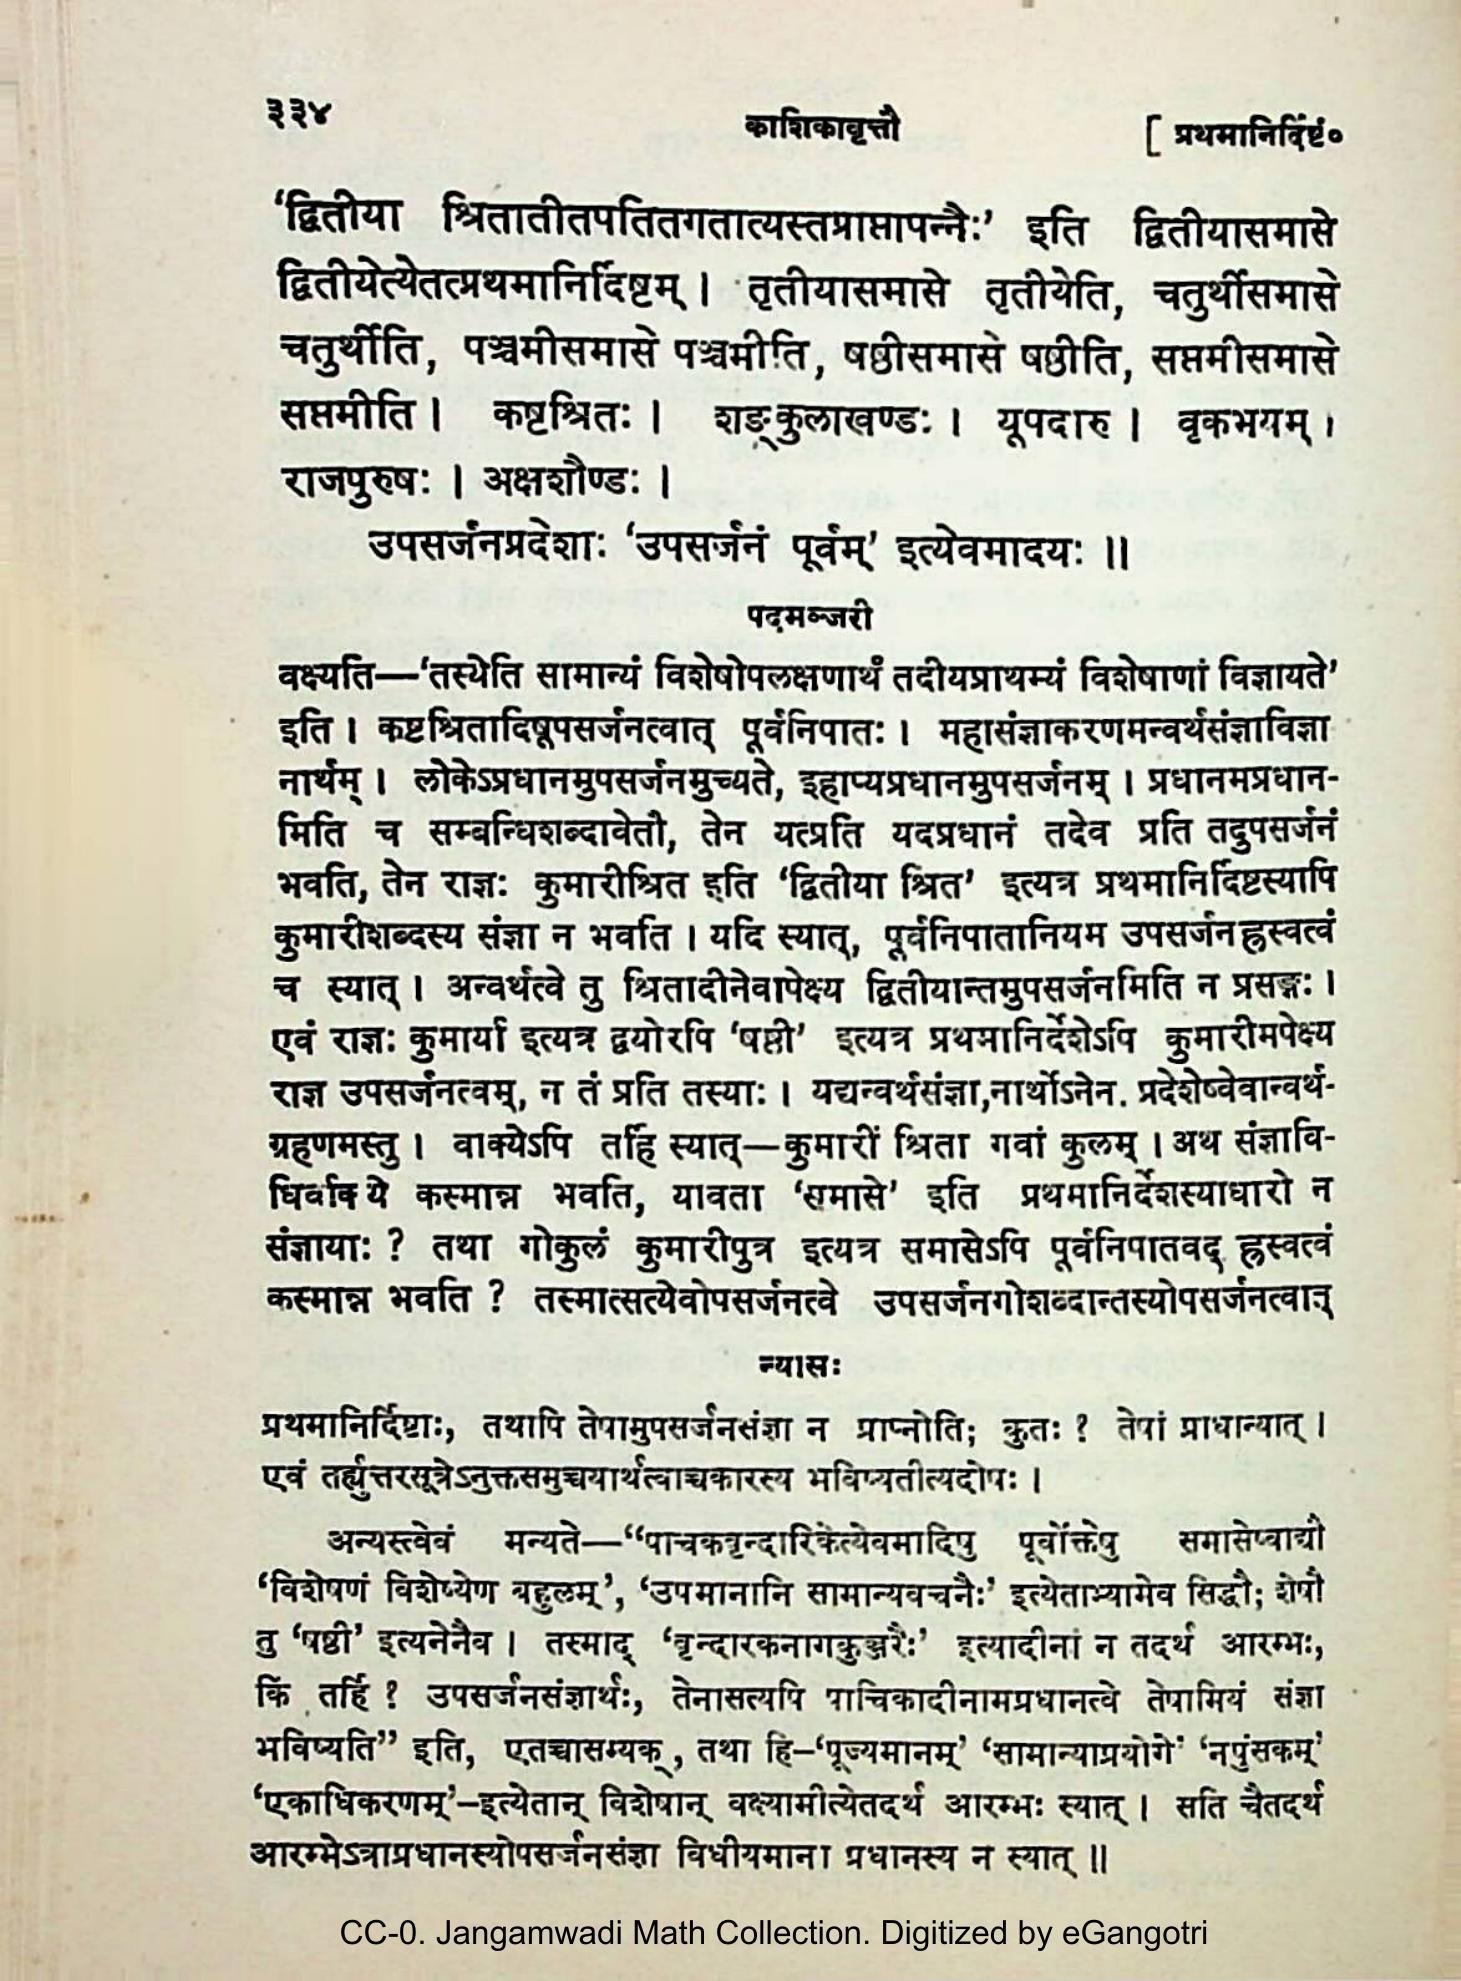 ३३४ काशिकावृत्तौ [ प्रथमानिर्दिष्टं०
‘द्वितीया श्रितातीतपतितगतात्यस्तप्राप्तापन्नैः’ इति द्वितीयासमासे
द्वितीयेत्येतत्प्रथमानिर्दिष्टम् । तृतीयासमासे तृतीयेति, चतुर्थीसमासे
चतुर्थीति, पञ्चमीसमासे पञ्चमीति, षष्ठीसमासे षष्ठीति, सप्तमीसमासे
सप्तमीति । कष्टश्रितः । शङ्कुलाखण्डः । यूपदारु । वृकभयम् ।
राजपुरुषः । अक्षशौण्डः ।
उपसर्जनप्रदेशाः ‘उपसर्जनं पूर्वम्’ इत्येवमादयः ॥
पदमञ्जरी
वक्ष्यति—‘तस्येति सामान्यं विशेषोपलक्षणार्थं तदीयप्राथम्यं विशेषाणां विज्ञायते’
इति । कष्टश्रितादिषूपसर्जनत्वात् पूर्वनिपातः । महासंज्ञाकरणमन्वर्थसंज्ञाविज्ञा
नार्थम् । लोकेऽप्रधानमुपसर्जनमुच्यते, इहाप्यप्रधानमुपसर्जनम् । प्रधानमप्रधान-
मिति च सम्बन्धिशब्दावेतौ, तेन यत्प्रति यदप्रधानं तदेव प्रति तदुपसर्जनं
भवति, तेन राज्ञः कुमारीश्रित इति ‘द्वितीया श्रित’ इत्यत्र प्रथमानिर्दिष्टस्यापि
कुमारीशब्दस्य संज्ञा न भवति । यदि स्यात्, पूर्वनिपातानियम उपसर्जनह्रस्वत्वं
च स्यात् । अन्वर्थत्वे तु श्रितादीनेवापेक्ष्य द्वितीयान्तमुपसर्जनमिति न प्रसङ्गः ।
एवं राज्ञः कुमार्या इत्यत्र द्वयोरपि ‘षष्ठी’ इत्यत्र प्रथमानिर्देशेऽपि कुमारीमपेक्ष्य
राज्ञ उपसर्जनत्वम्, न तं प्रति तस्याः । यद्यन्वर्थसंज्ञा,नार्थोऽनेन. प्रदेशेष्वेवान्वर्थ-
ग्रहणमस्तु । वाक्येऽपि तर्हि स्यात्—कुमारीं श्रिता गवां कुलम् । अथ संज्ञावि-
धिर्वाक्ये कस्मान्न भवति, यावता ‘समासे’ इति प्रथमानिर्देशस्याधारो न
संज्ञायाः ? तथा गोकुलं कुमारीपुत्र इत्यत्र समासेऽपि पूर्वनिपातवद् ह्रस्वत्वं
कस्मान्न भवति ? तस्मात्सत्येवोपसर्जनत्वे उपसर्जनगोशब्दान्तस्योपसर्जनत्वात्
न्यासः
प्रथमानिर्दिष्टाः, तथापि तेषामुपसर्जनसंज्ञा न प्राप्नोति; कुतः ? तेषां प्राधान्यात् ।
एवं तर्ह्युत्तरसूत्रेऽनुक्तसमुच्चयार्थत्वाच्चकारस्य भविष्यतीत्यदोषः ।
अन्यस्त्वेवं मन्यते—“पाचकवृन्दारिकेत्येवमादिषु पूर्वोक्तेषु समासेष्वाद्यौ
‘विशेषणं विशेष्येण बहुलम्’, ‘उपमानानि सामान्यवचनैः’ इत्येताभ्यामेव सिद्धौ; शेषौ
तु ‘षष्ठी’ इत्यनेनैव । तस्माद् ‘वृन्दारकनागकुञ्जरैः’ इत्यादीनां न तदर्थ आरम्भः,
किं तर्हि ? उपसर्जनसंज्ञार्थः, तेनासत्यपि पाचिकादीनामप्रधानत्वे तेषामियं संज्ञा
भविष्यति” इति, एतच्चासम्यक्, तथा हि–‘पूज्यमानम्’ ‘सामान्याप्रयोगे’ ‘नपुंसकम्’
‘एकाधिकरणम्’–इत्येतान् विशेषान् वक्ष्यामीत्येतदर्थ आरम्भः स्यात् । सति चैतदर्थ
आरम्भेऽत्राप्रधानस्योपसर्जनसंज्ञा विधीयमाना प्रधानस्य न स्यात् ॥
CC-0. Jangamwadi Math Collection. Digitized by eGangotri